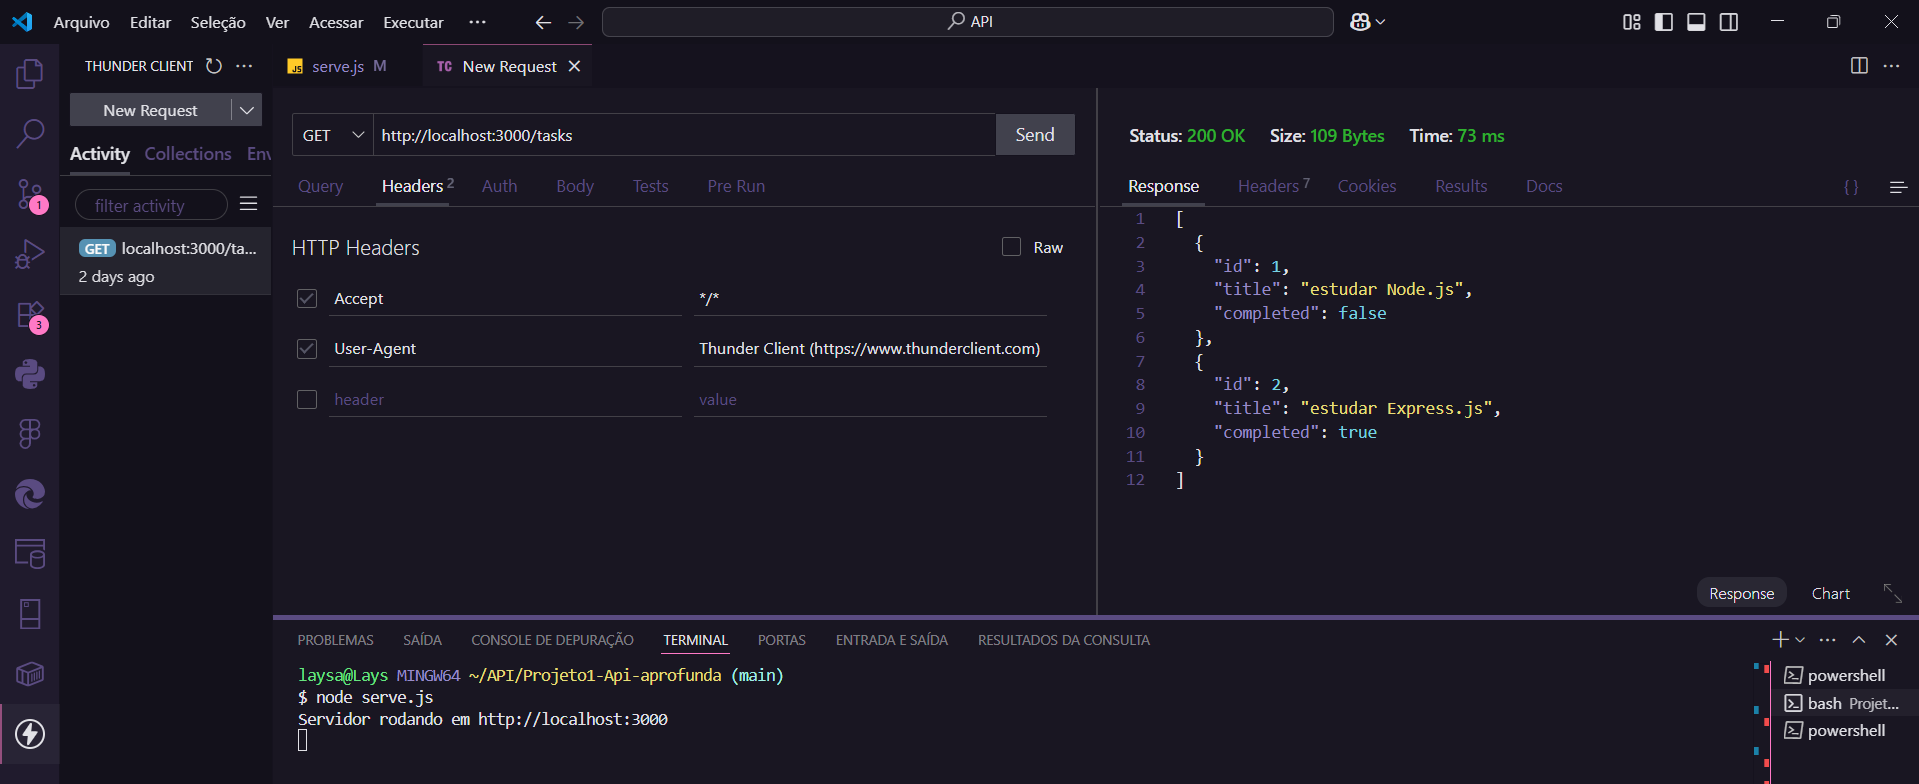 Arquivo Editar Seleção Ver Acessar Executar ··· API
THUNDER CLIENT ···
JS serve.js M TC New Request
New Request
Activity Collections Env
filter activity
GET localhost:3000/ta...
2 days ago
1
3
GET http://localhost:3000/tasks Send
Query Headers 2 Auth Body Tests Pre Run
HTTP Headers Raw
Accept */*
User-Agent Thunder Client (https://www.thunderclient.com)
header value
Status: 200 OK Size: 109 Bytes Time: 73 ms
Response Headers 7 Cookies Results Docs { }
1 [
2 {
3 "id": 1,
4 "title": "estudar Node.js",
5 "completed": false
6 },
7 {
8 "id": 2,
9 "title": "estudar Express.js",
10 "completed": true
11 }
12 ]
Response Chart
PROBLEMAS SAÍDA CONSOLE DE DEPURAÇÃO TERMINAL PORTAS ENTRADA E SAÍDA RESULTADOS DA CONSULTA
laysa@Lays MINGW64 ~/API/Projeto1-Api-aprofunda (main)
$ node serve.js
Servidor rodando em http://localhost:3000
powershell
bash Projet...
powershell